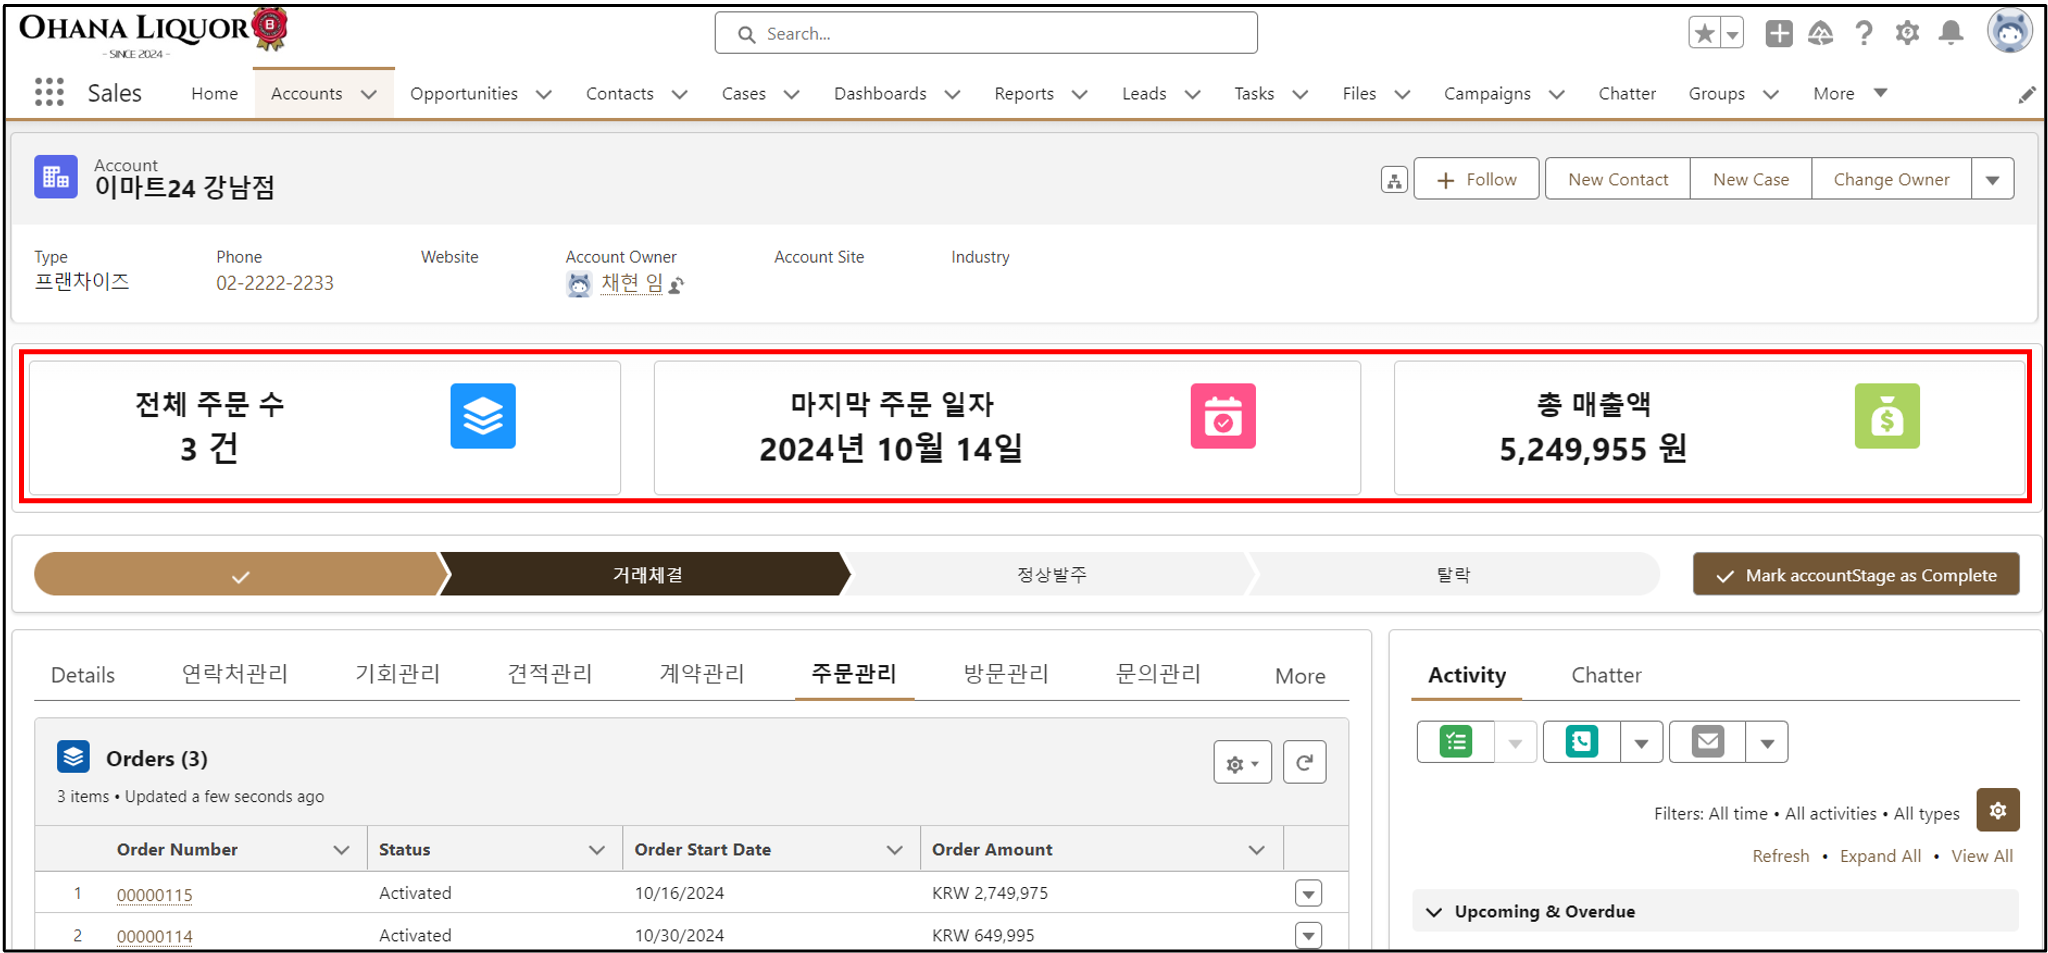 OHANA LIQUOR
- SINCE 2024 -
Search...
Sales
Home
Accounts
Opportunities
Contacts
Cases
Dashboards
Reports
Leads
Tasks
Files
Campaigns
Chatter
Groups
More
Account
이마트24 강남점
Follow
New Contact
New Case
Change Owner
Type
프랜차이즈
Phone
02-2222-2233
Website
Account Owner
채현 임
Account Site
Industry
전체 주문 수
3 건
마지막 주문 일자
2024년 10월 14일
총 매출액
5,249,955 원
거래체결
정상발주
탈락
Mark accountStage as Complete
Details
연락처관리
기회관리
견적관리
계약관리
주문관리
방문관리
문의관리
More
Orders (3)
3 items • Updated a few seconds ago
Order Number
Status
Order Start Date
Order Amount
1 00000115 Activated 10/16/2024 KRW 2,749,975
2 00000114 Activated 10/30/2024 KRW 649,995
Activity
Chatter
Filters: All time • All activities • All types
Refresh • Expand All • View All
Upcoming & Overdue